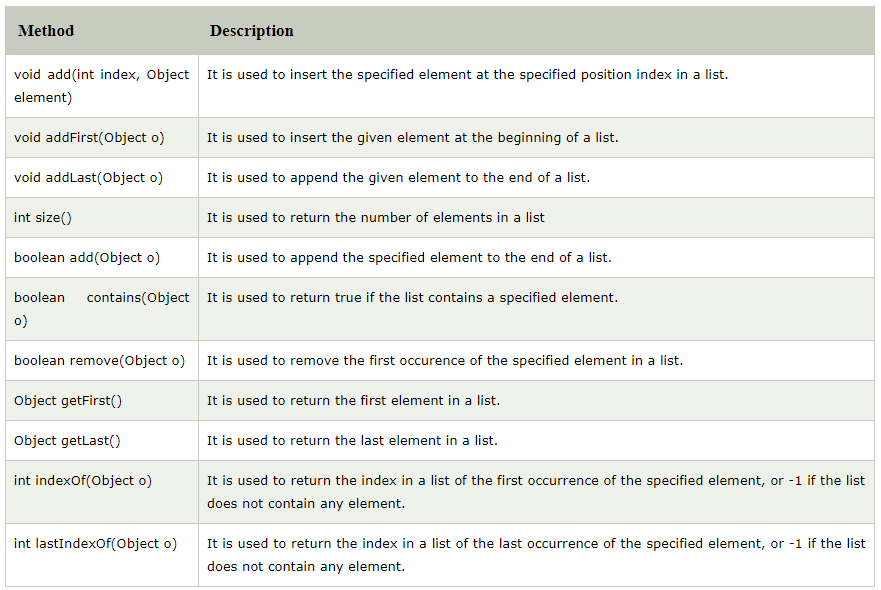 Method Description
void add(int index, Object element) It is used to insert the specified element at the specified position index in a list.
void addFirst(Object o) It is used to insert the given element at the beginning of a list.
void addLast(Object o) It is used to append the given element to the end of a list.
int size() It is used to return the number of elements in a list
boolean add(Object o) It is used to append the specified element to the end of a list.
boolean contains(Object o) It is used to return true if the list contains a specified element.
boolean remove(Object o) It is used to remove the first occurence of the specified element in a list.
Object getFirst() It is used to return the first element in a list.
Object getLast() It is used to return the last element in a list.
int indexOf(Object o) It is used to return the index in a list of the first occurrence of the specified element, or -1 if the list
does not contain any element.
int lastIndexOf(Object o) It is used to return the index in a list of the last occurrence of the specified element, or -1 if the list
does not contain any element.